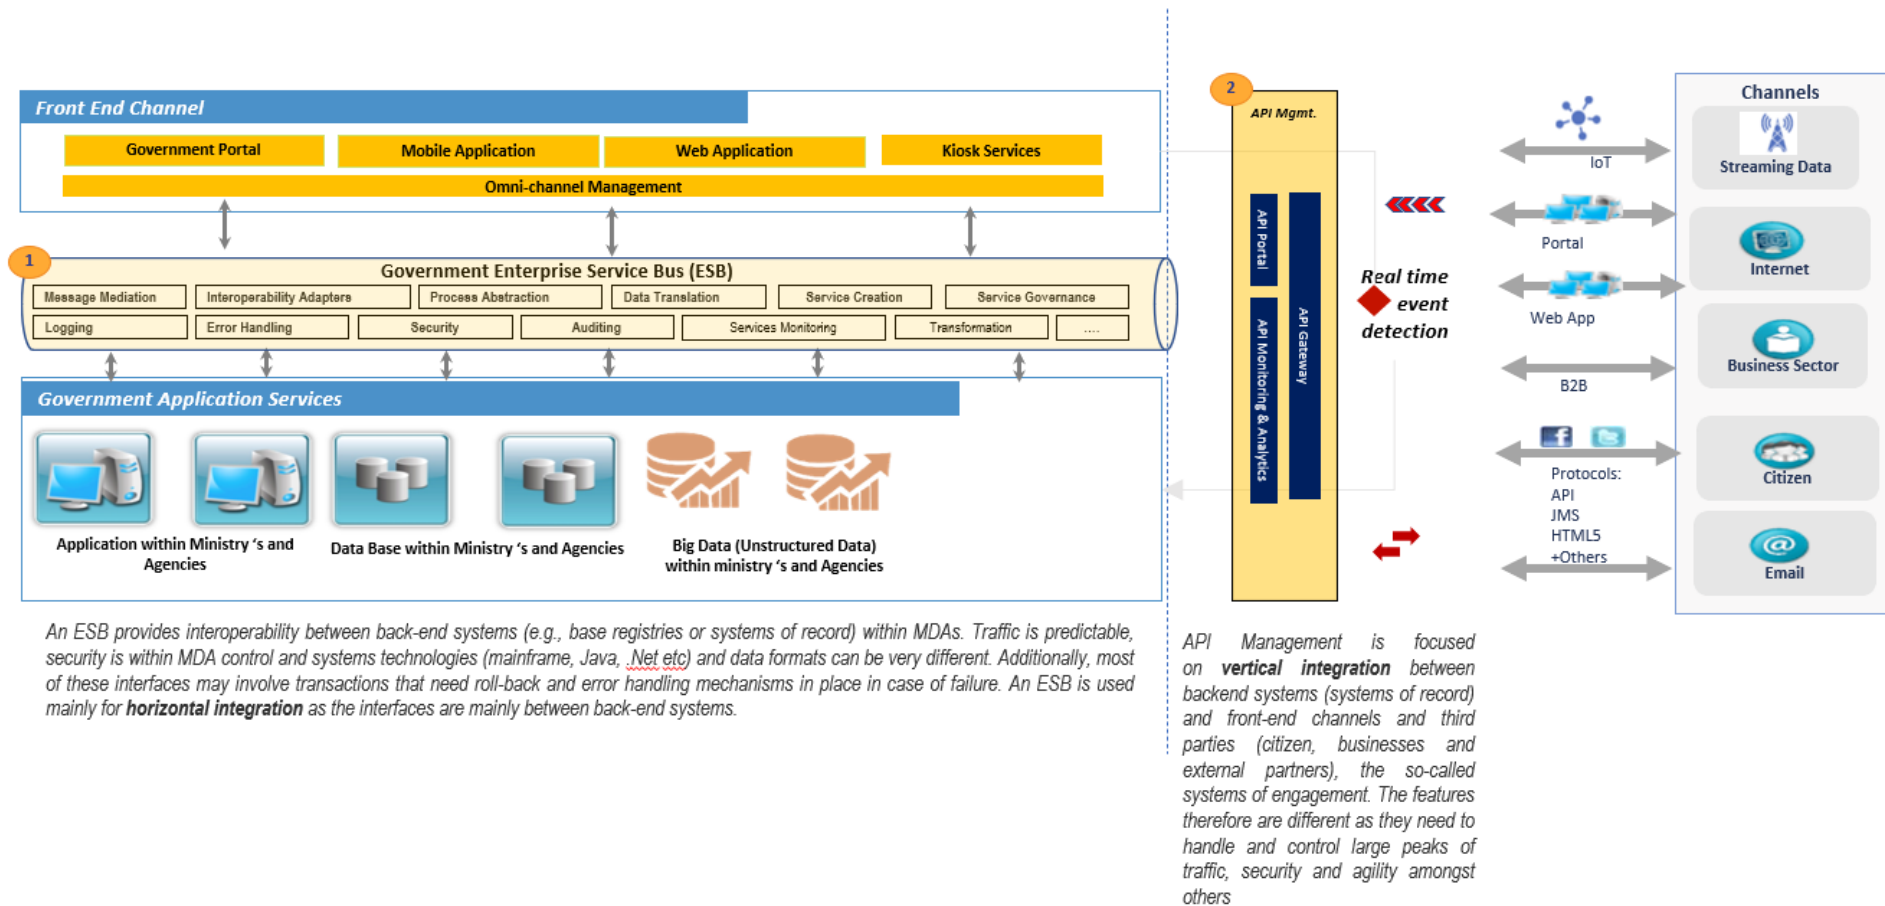 Front End Channel
Government Portal
Mobile Application
Web Application
Kiosk Services
Omni-channel Management
1
Government Enterprise Service Bus (ESB)
Message Mediation
Interoperability Adapters
Process Abstraction
Data Translation
Service Creation
Service Governance
Logging
Error Handling
Security
Auditing
Services Monitoring
Transformation
....
Government Application Services
Application within Ministry 's and
Agencies
Data Base within Ministry 's and Agencies
Big Data (Unstructured Data)
within ministry 's and Agencies
An ESB provides interoperability between back-end systems (e.g., base registries or systems of record) within MDAs. Traffic is predictable,
security is within MDA control and systems technologies (mainframe, Java, .Net etc) and data formats can be very different. Additionally, most
of these interfaces may involve transactions that need roll-back and error handling mechanisms in place in case of failure. An ESB is used
mainly for horizontal integration as the interfaces are mainly between back-end systems.
2
API Mgmt.
API Portal
API Monitoring & Analytics
API Gateway
Real time
event
detection
API Management is focused
on vertical integration between
backend systems (systems of record)
and front-end channels and third
parties (citizen, businesses and
external partners), the so-called
systems of engagement. The features
therefore are different as they need to
handle and control large peaks of
traffic, security and agility amongst
others
IoT
Portal
Web App
B2B
Protocols:
API
JMS
HTML5
+Others
Channels
Streaming Data
Internet
Business Sector
Citizen
@
Email